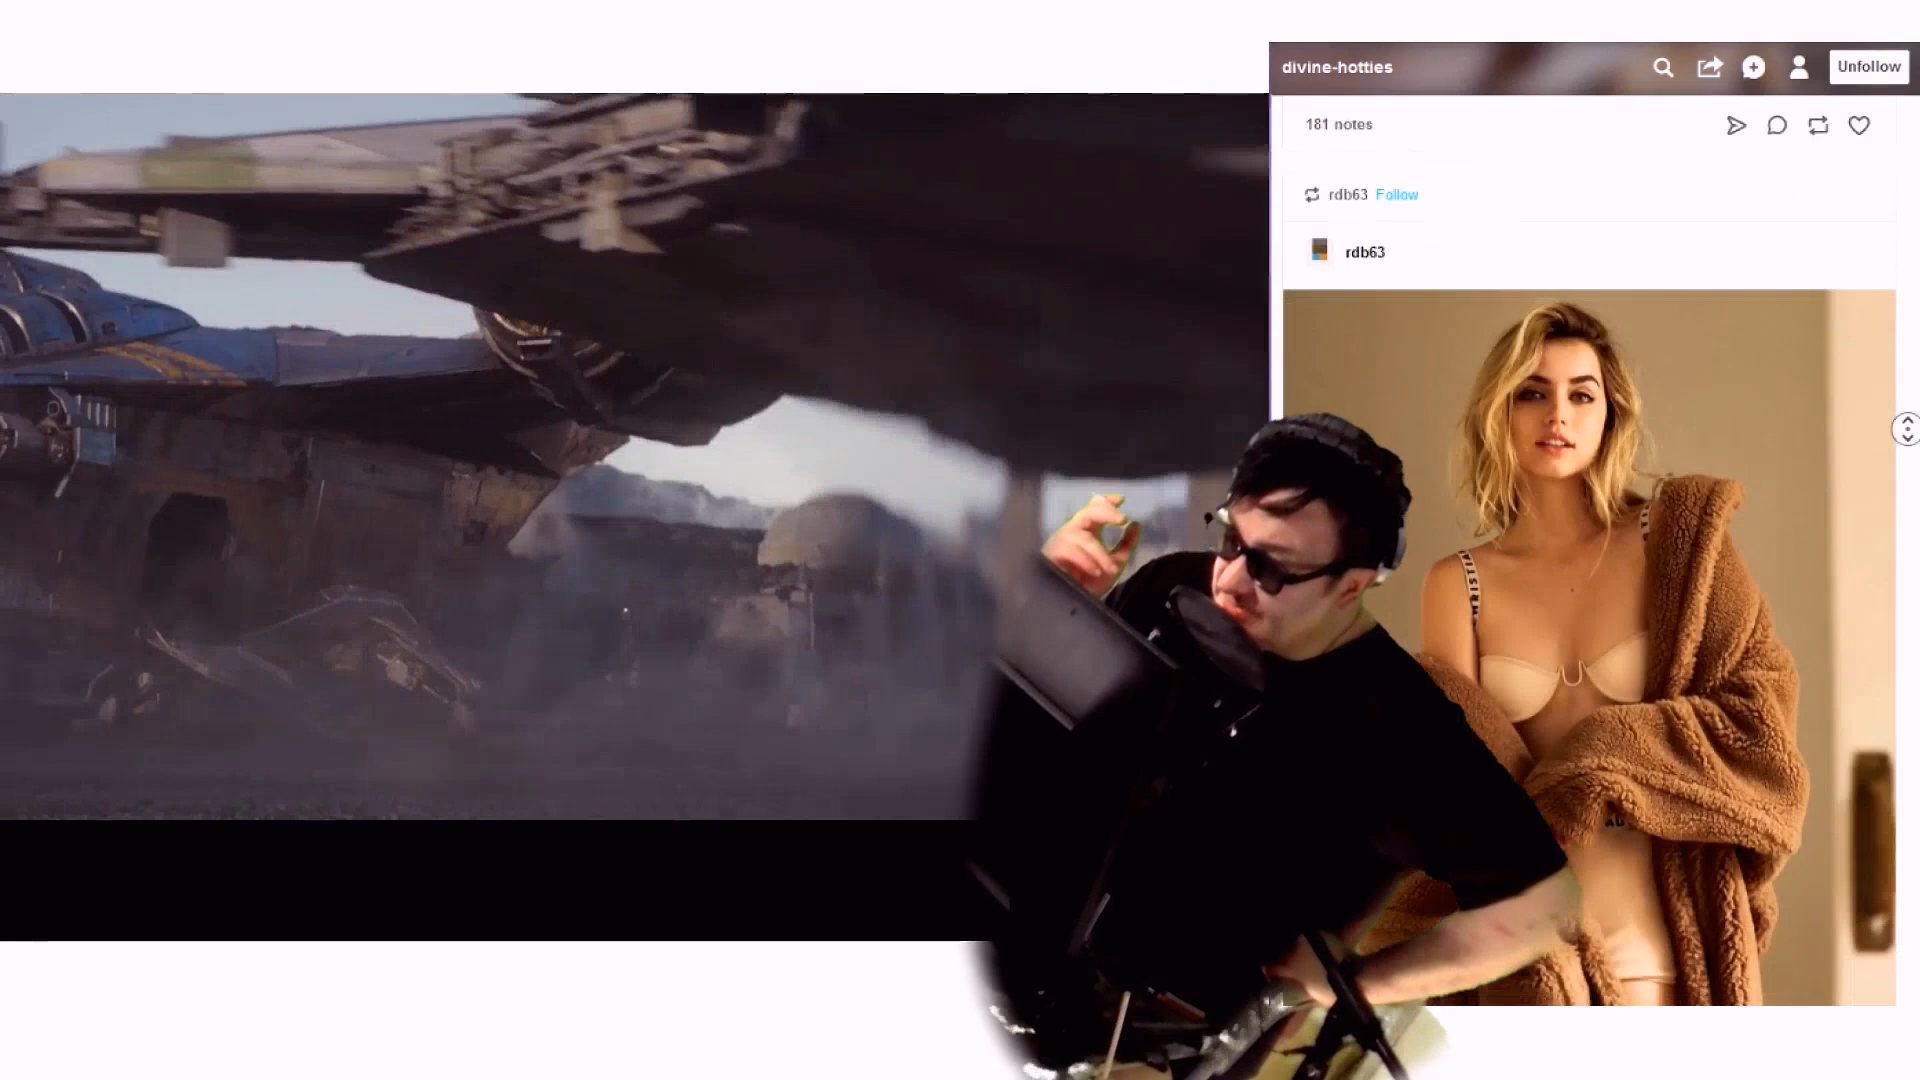 divine-hotties
Unfollow
181 notes
rdb63 Follow
rdb63